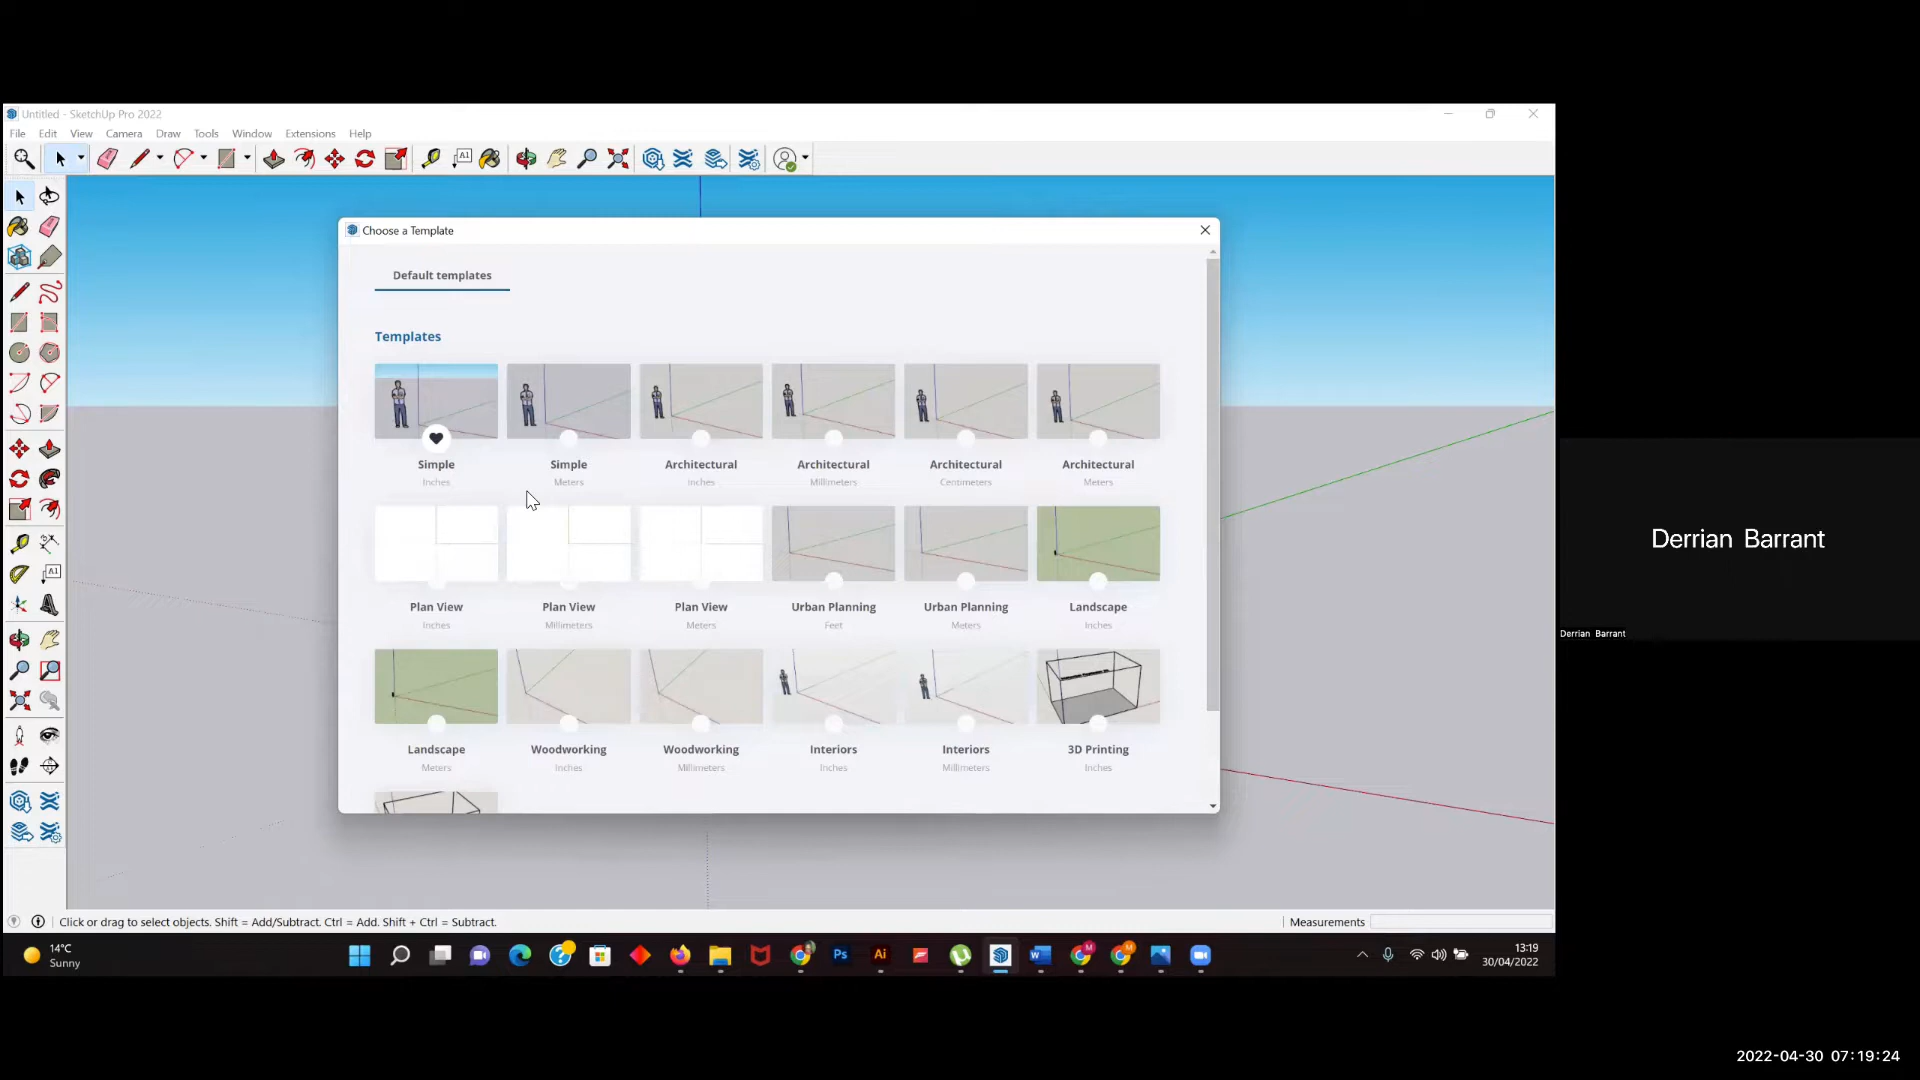 Untitled - SketchUp Pro 2022
File Edit View Camera Draw Tools Window Extensions Help
A1
Choose a Template
Default templates
Templates
Simple Simple Architectural Architectural Architectural Architectural
Inches Meters Inches Millimeters Centimeters Meters
Plan View Plan View Plan View Urban Planning Urban Planning Landscape
Inches Millimeters Meters Feet Meters Inches
Landscape Woodworking Woodworking Interiors Interiors 3D Printing
Meters Inches Millimeters Inches Millimeters Inches
A1
Derrian Barrant
Derrian Barrant
Click or drag to select objects. Shift = Add/Subtract. Ctrl = Add. Shift + Ctrl = Subtract.
Measurements
14°C
Sunny
Ps
Ai
W
M
M
13:19
30/04/2022
2022-04-30 07:19:24